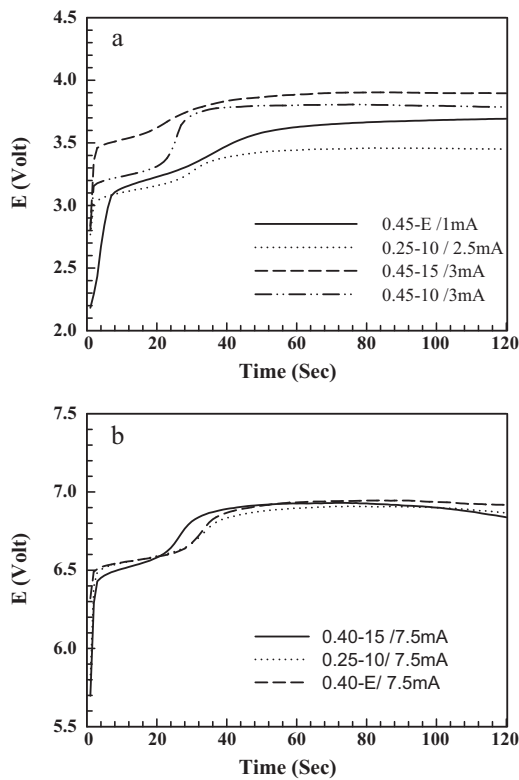 a
4.5
4.0
3.5
3.0
2.5
2.0
E (Volt)
0.45-E /1mA
0.25-10 / 2.5mA
0.45-15 /3mA
0.45-10 /3mA
0 20 40 60 80 100 120
Time (Sec)
b
7.5
7.0
6.5
6.0
5.5
E (Volt)
0.40-15 /7.5mA
0.25-10/ 7.5mA
0.40-E/ 7.5mA
0 20 40 60 80 100 120
Time (Sec)